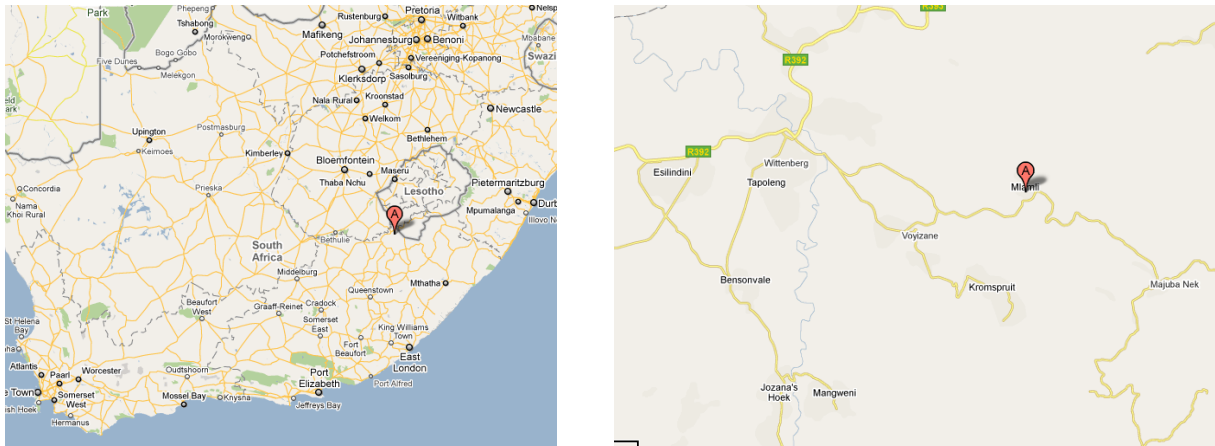 Park
Phepeng
Tshabong
Morokweng
Rustenburg
Pretoria
Witbank
Nelsp
Mafikeng
Johannesburg
Benoni
Mbabane
Swazi
Five Dunes
Bogo Gobo
Melekgon
Potchefstroom
Vereeniging-Kopanong
Klerksdorp
Sasolburg
Nala Rural
Kroonstad
Newcastle
Welkom
Postmasburg
Upington
Keimoes
Kimberley
Bethlehem
Bloemfontein
Maseru
Thaba Nchu
Lesotho
Concordia
Nama
Khoi Rural
Prieska
Pietermaritzburg
Mpumalanga
Durb
Illovo
A
Bethulie
South
Africa
Middelburg
Queenstown
Mthatha
Beaufort
West
Graaff-Reinet
Cradock
Somerset
East
King Williams
Town
Fort
Beaufort
East
London
St Helena
Bay
Atlantis
Paarl
Worcester
Oudtshoorn
Port
Elizabeth
Port Alfred
Town
Somerset
West
Hermanus
Mossel Bay
Knysna
Jeffreys Bay
R393
R392
R392
Wittenberg
Esilindini
Tapoleng
A
Mlamli
Voyizane
Bensonvale
Kromspruit
Majuba Nek
Jozana's
Hoek
Mangweni